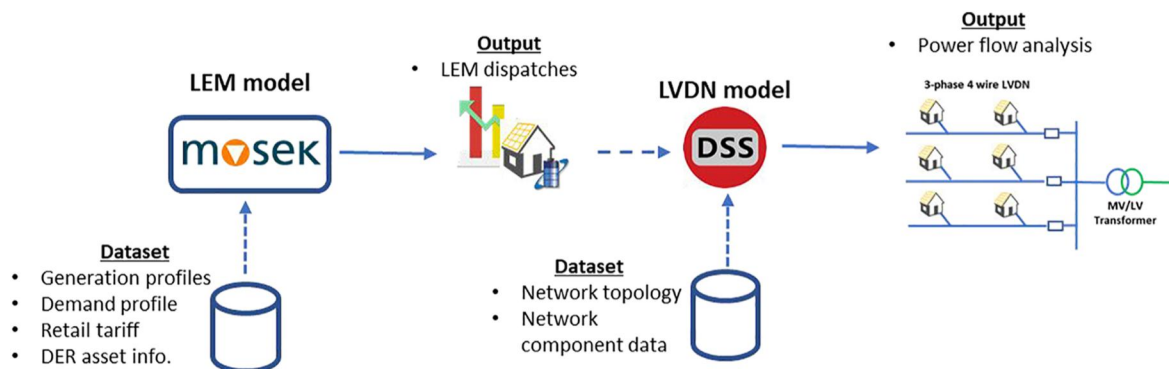 LEM model
mosek
Dataset
• Generation profiles
• Demand profile
• Retail tariff
• DER asset info.
Output
• LEM dispatches
LVDN model
DSS
Dataset
• Network topology
• Network
component data
Output
• Power flow analysis
3-phase 4 wire LVDN
MV/LV
Transformer